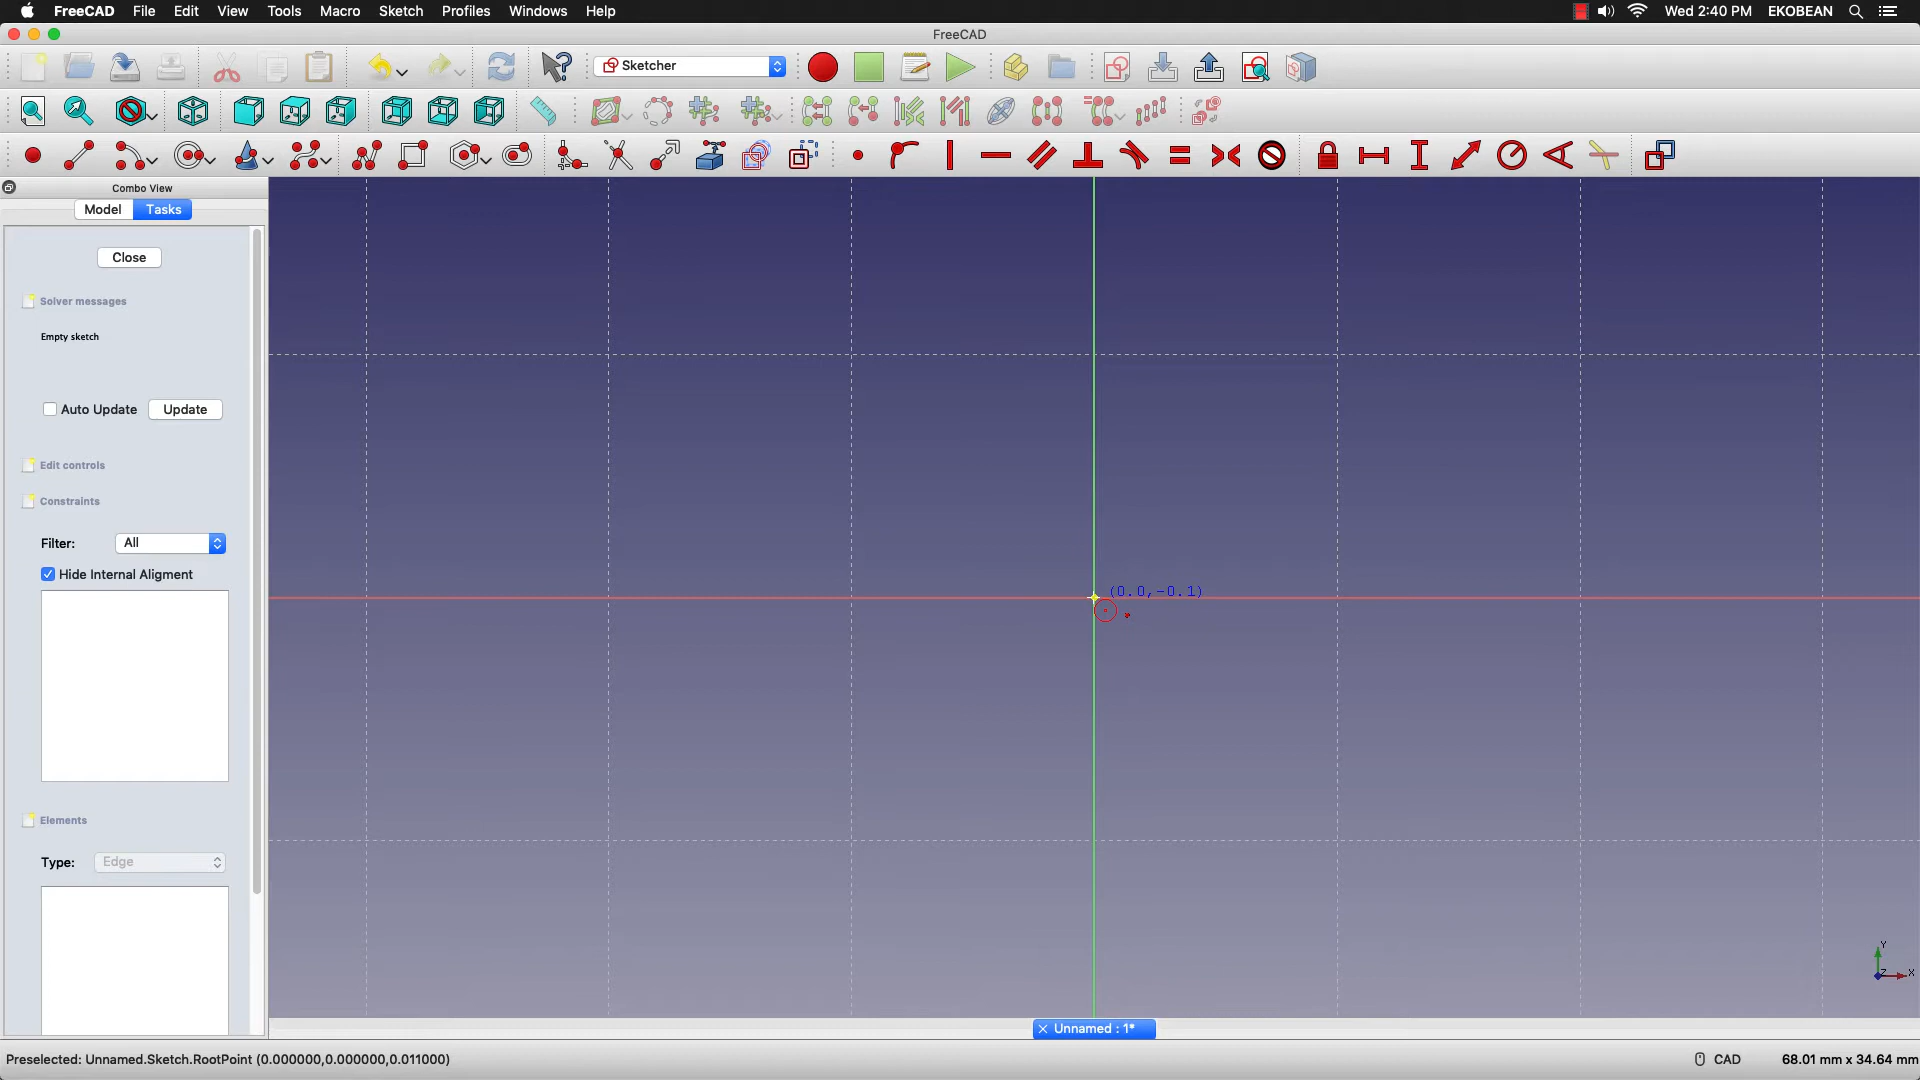 FreeCAD File Edit View Tools Macro Sketch Profiles Windows Help Wed 2:40 PM EKOBEAN
FreeCAD
Sketcher
Combo View
Model Tasks
Close
Solver messages
Empty sketch
Auto Update Update
Edit controls
Constraints
Filter: All
Hide Internal Aligment
(0.0,-0.1)
Elements
Type: Edge
Y
Z X
Unnamed : 1*
Preselected: Unnamed.Sketch.RootPoint (0.000000,0.000000,0.011000) CAD 68.01 mm x 34.64 mm